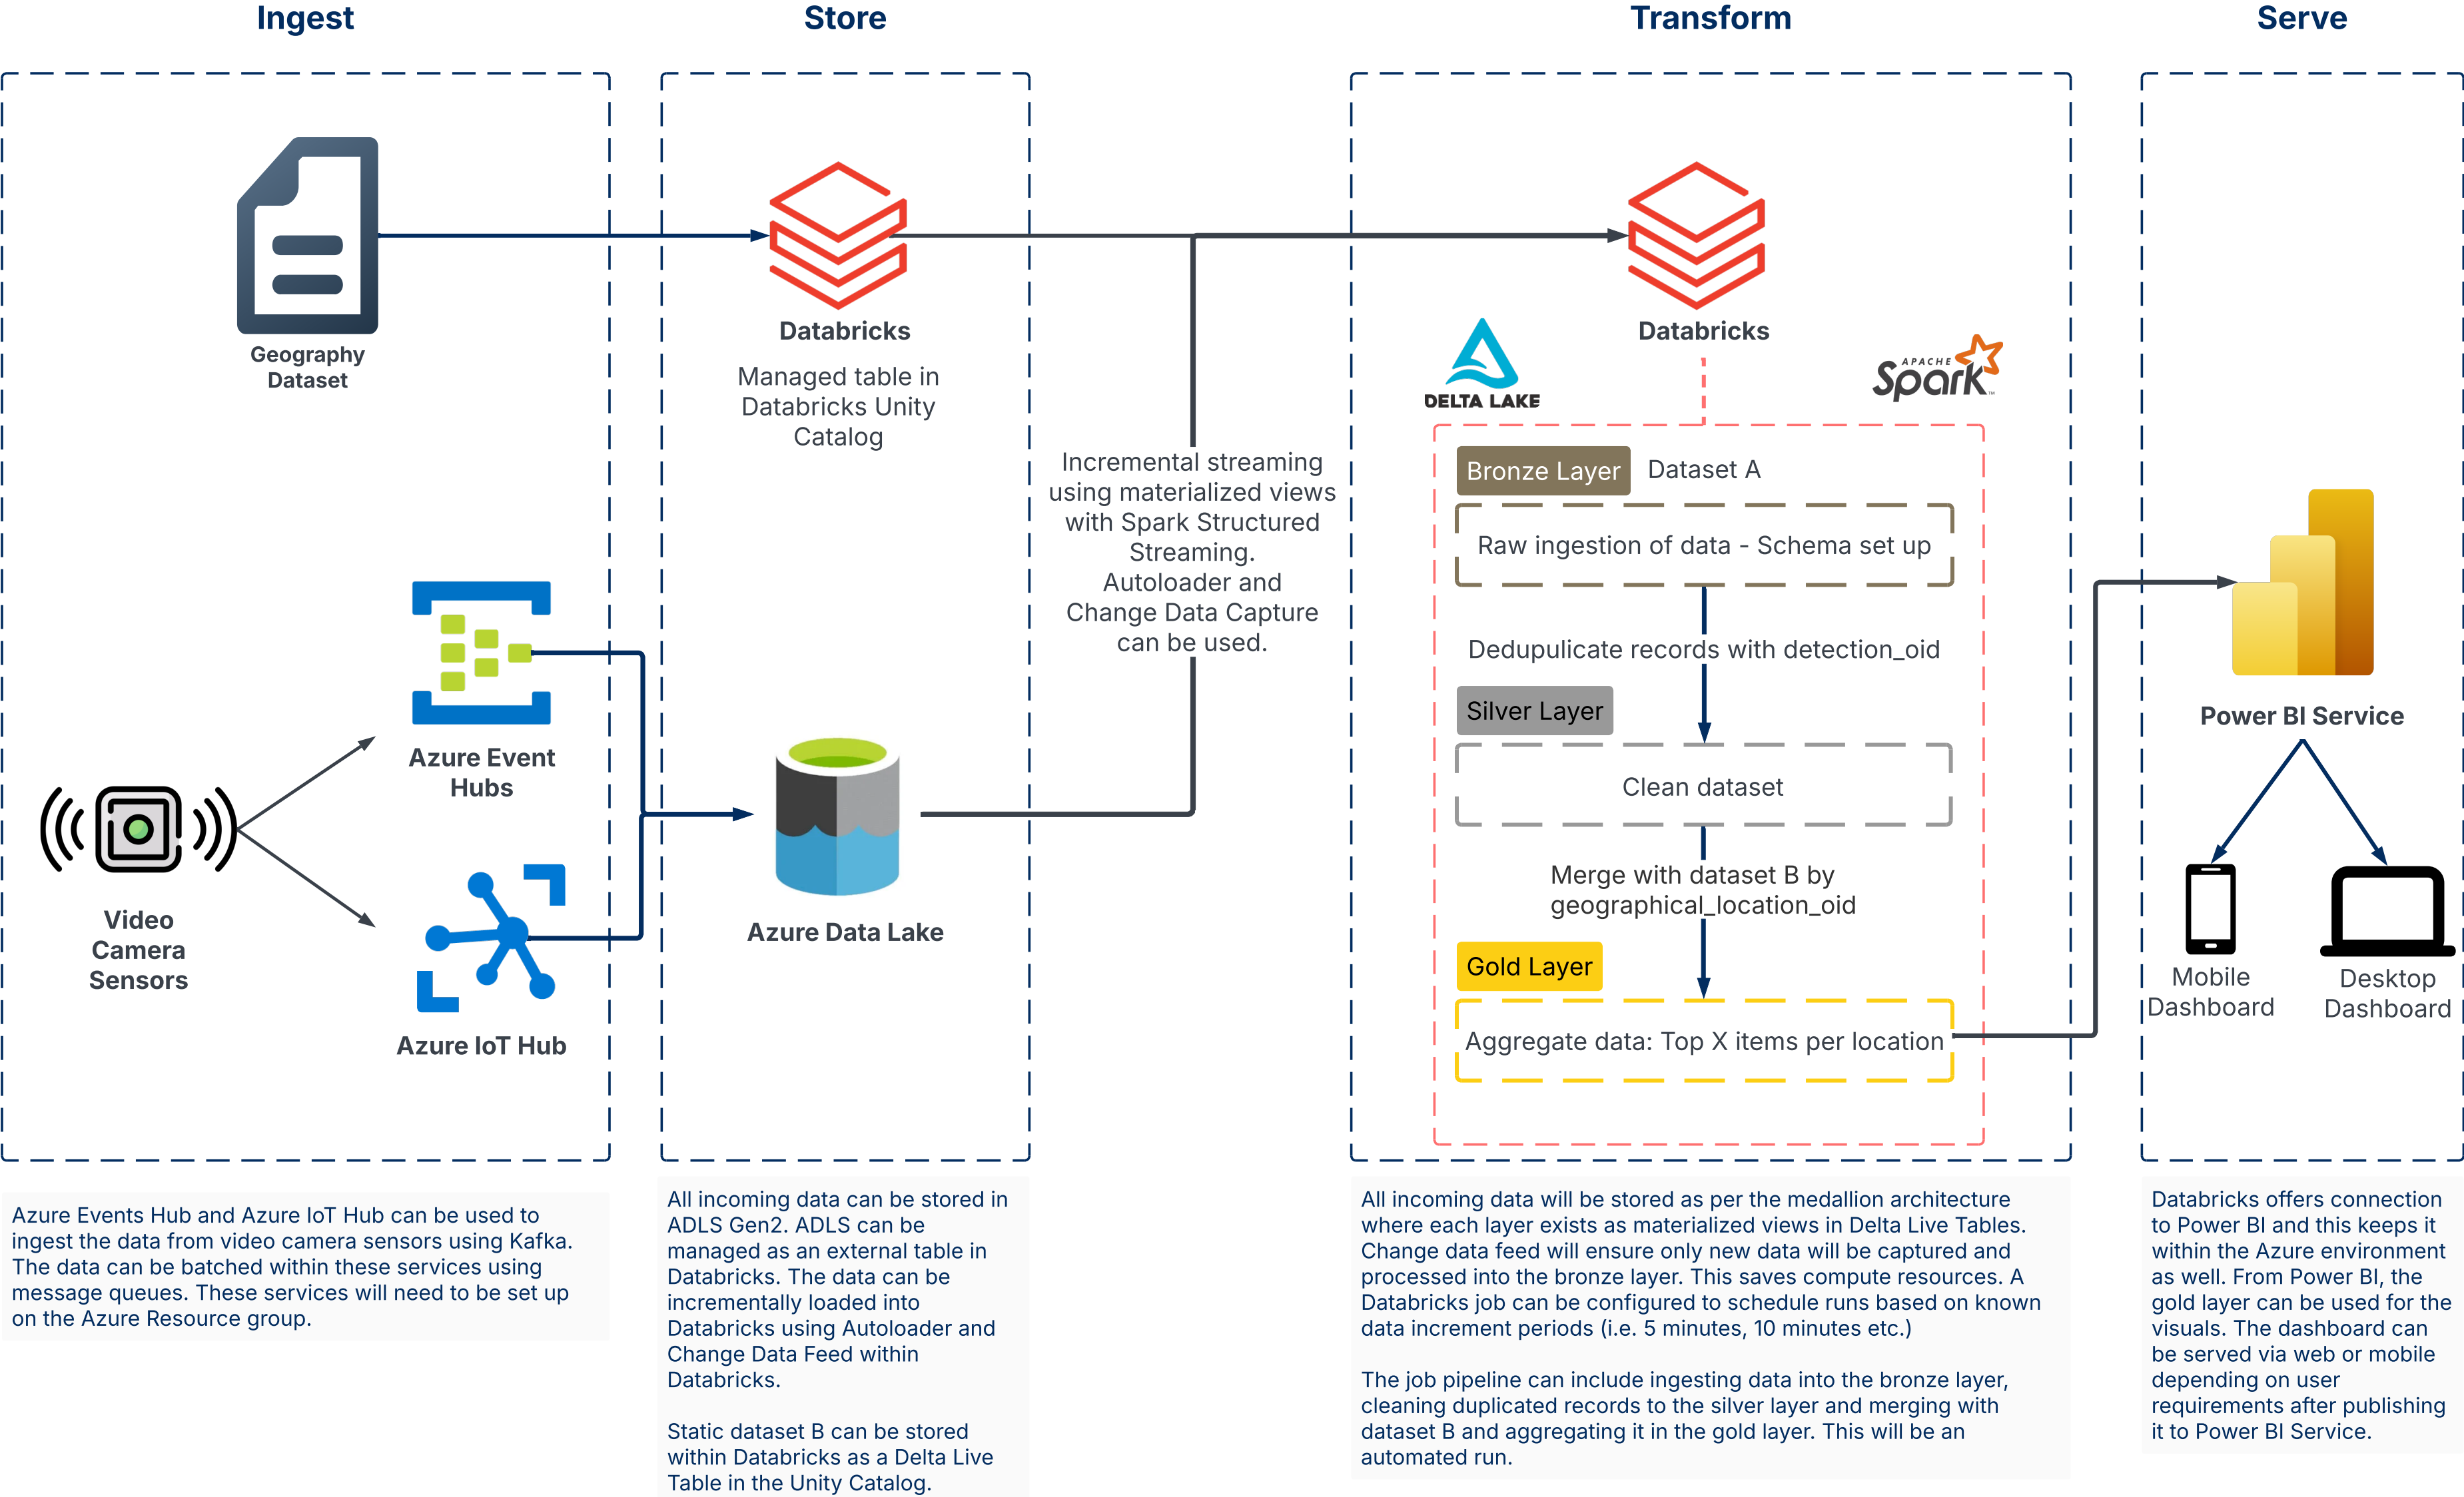 Ingest
Store
Transform
Serve
Geography
Dataset
Databricks
Managed table in
Databricks Unity
Catalog
Databricks
DELTA LAKE
APACHE
Spark™
Incremental streaming
using materialized views
with Spark Structured
Streaming.
Autoloader and
Change Data Capture
can be used.
Bronze Layer
Dataset A
Raw ingestion of data - Schema set up
Dedupulicate records with detection_oid
Silver Layer
Clean dataset
Merge with dataset B by
geographical_location_oid
Gold Layer
Aggregate data: Top X items per location
Azure Event
Hubs
Video
Camera
Sensors
Azure IoT Hub
Azure Data Lake
Power BI Service
Mobile
Dashboard
Desktop
Dashboard
Azure Events Hub and Azure IoT Hub can be used to
ingest the data from video camera sensors using Kafka.
The data can be batched within these services using
message queues. These services will need to be set up
on the Azure Resource group.
All incoming data can be stored in
ADLS Gen2. ADLS can be
managed as an external table in
Databricks. The data can be
incrementally loaded into
Databricks using Autoloader and
Change Data Feed within
Databricks.
Static dataset B can be stored
within Databricks as a Delta Live
Table in the Unity Catalog.
All incoming data will be stored as per the medallion architecture
where each layer exists as materialized views in Delta Live Tables.
Change data feed will ensure only new data will be captured and
processed into the bronze layer. This saves compute resources. A
Databricks job can be configured to schedule runs based on known
data increment periods (i.e. 5 minutes, 10 minutes etc.)
The job pipeline can include ingesting data into the bronze layer,
cleaning duplicated records to the silver layer and merging with
dataset B and aggregating it in the gold layer. This will be an
automated run.
Databricks offers connection
to Power BI and this keeps it
within the Azure environment
as well. From Power BI, the
gold layer can be used for the
visuals. The dashboard can
be served via web or mobile
depending on user
requirements after publishing
it to Power BI Service.